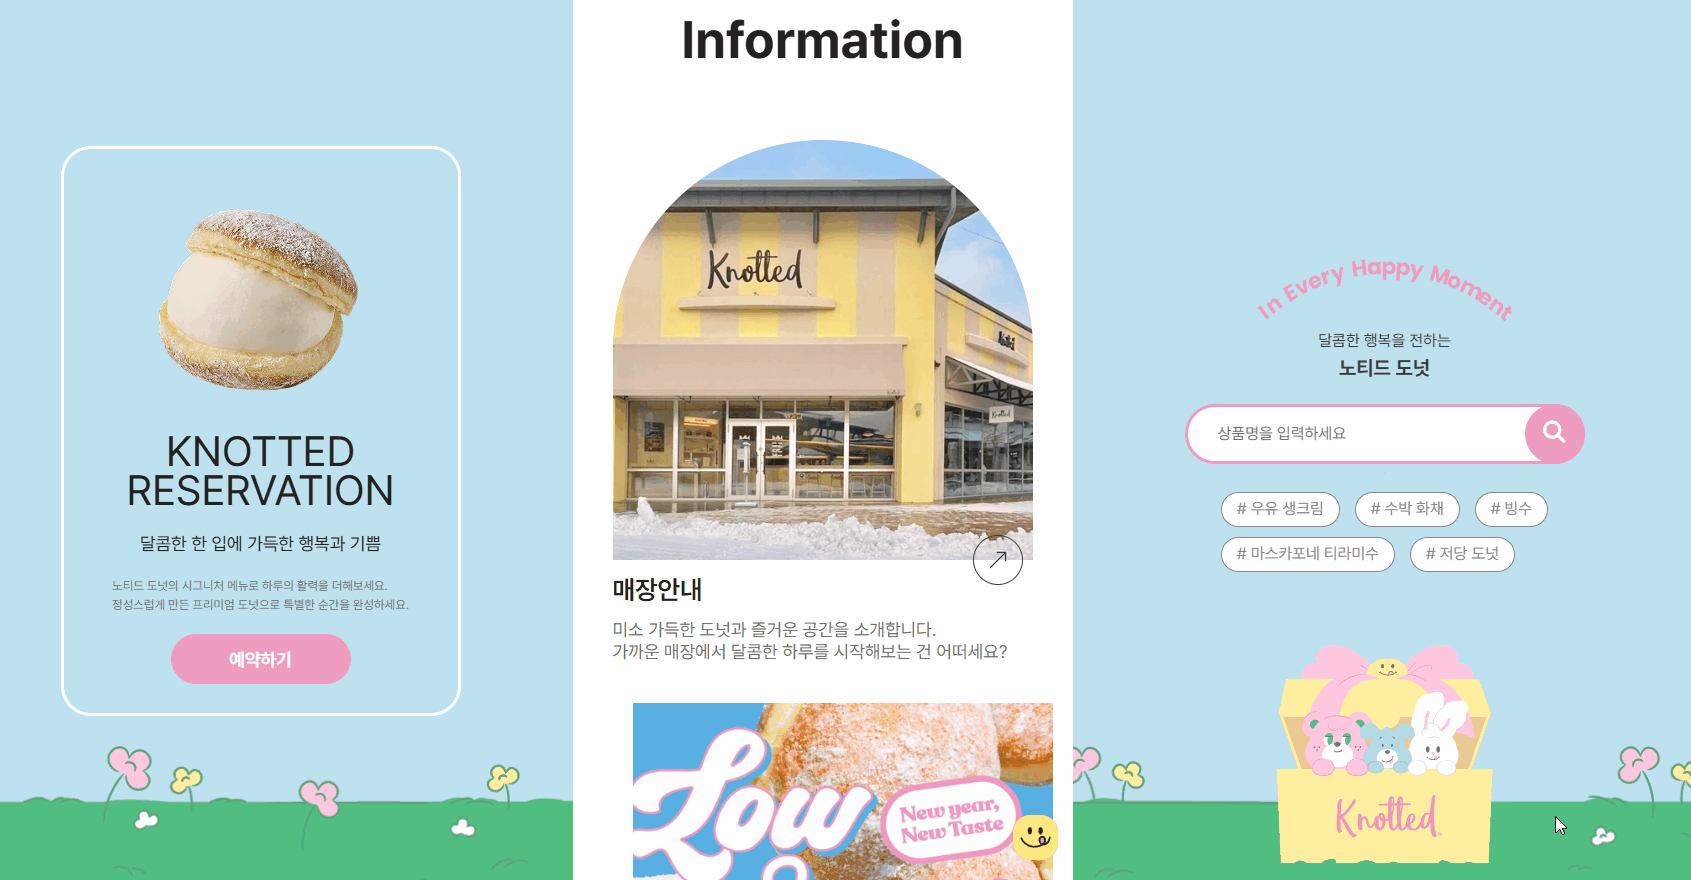 KNOTTED
RESERVATION
달콤한 한 입에 가득한 행복과 기쁨
노티드 도넛의 시그니처 메뉴로 하루의 활력을 더해보세요.
정성스럽게 만든 프리미엄 도넛으로 특별한 순간을 완성하세요.
예약하기
Information
Knotted
Knotted
Knotted
매장안내
미소 가득한 도넛과 즐거운 공간을 소개합니다.
가까운 매장에서 달콤한 하루를 시작해보는 건 어떠세요?
Low
New year,
New Taste
In Every Happy Moment
달콤한 행복을 전하는
노티드 도넛
상품명을 입력하세요
# 우유 생크림
# 수박 화채
# 빙수
# 마스카포네 티라미수
# 저당 도넛
Knotted